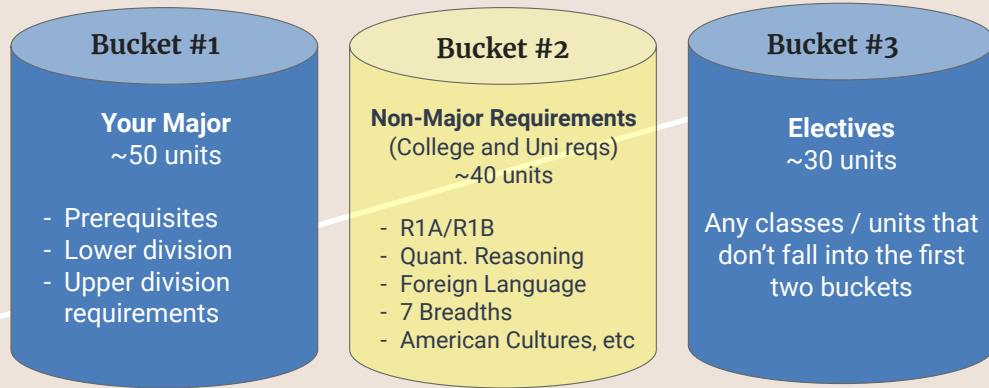 Bucket #1
Your Major
~50 units
- Prerequisites
- Lower division
- Upper division
requirements
Bucket #2
Non-Major Requirements
(College and Uni reqs)
~40 units
- R1A/R1B
- Quant. Reasoning
- Foreign Language
- 7 Breadths
- American Cultures, etc
Bucket #3
Electives
~30 units
Any classes / units that
don’t fall into the first
two buckets